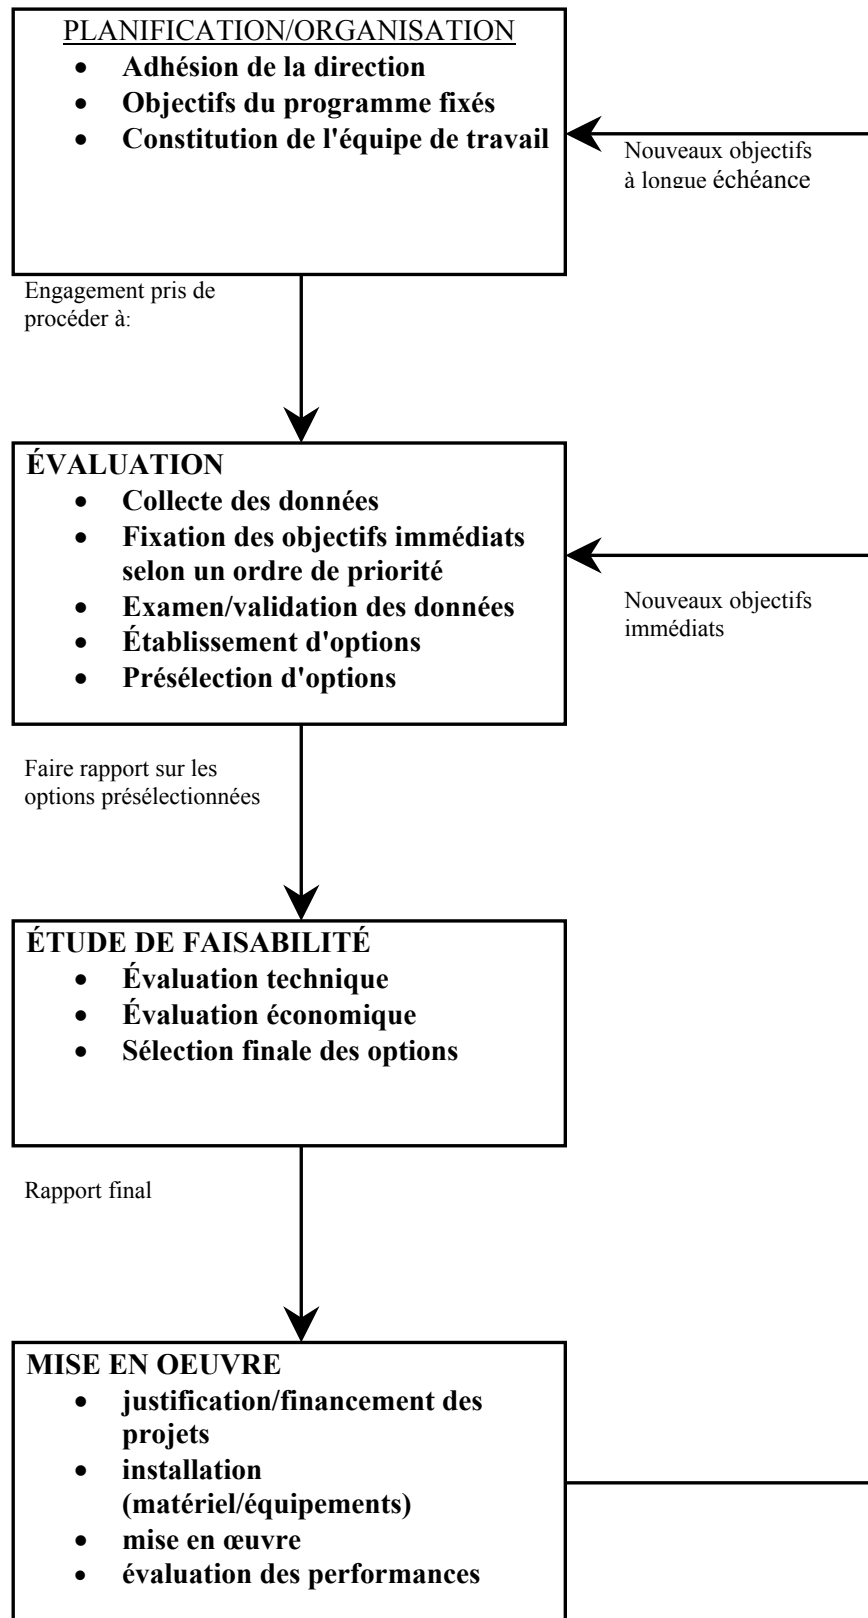 PLANIFICATION/ORGANISATION
• Adhésion de la direction
• Objectifs du programme fixés
• Constitution de l'équipe de travail
Nouveaux objectifs
à longue échéance
Engagement pris de
procéder à:
ÉVALUATION
• Collecte des données
• Fixation des objectifs immédiats
selon un ordre de priorité
• Examen/validation des données
• Établissement d'options
• Présélection d'options
Nouveaux objectifs
immédiats
Faire rapport sur les
options présélectionnées
ÉTUDE DE FAISABILITÉ
• Évaluation technique
• Évaluation économique
• Sélection finale des options
Rapport final
MISE EN OEUVRE
• justification/financement des
projets
• installation
(matériel/équipements)
• mise en œuvre
• évaluation des performances